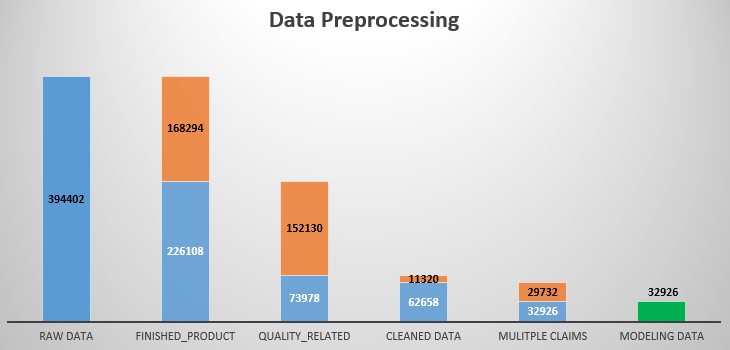 Data Preprocessing
168294
394402
226108
152130
73978
11320
62658
29732
32926
32926
RAW DATA
FINISHED_PRODUCT
QUALITY_RELATED
CLEANED DATA
MULITPLE CLAIMS
MODELING DATA